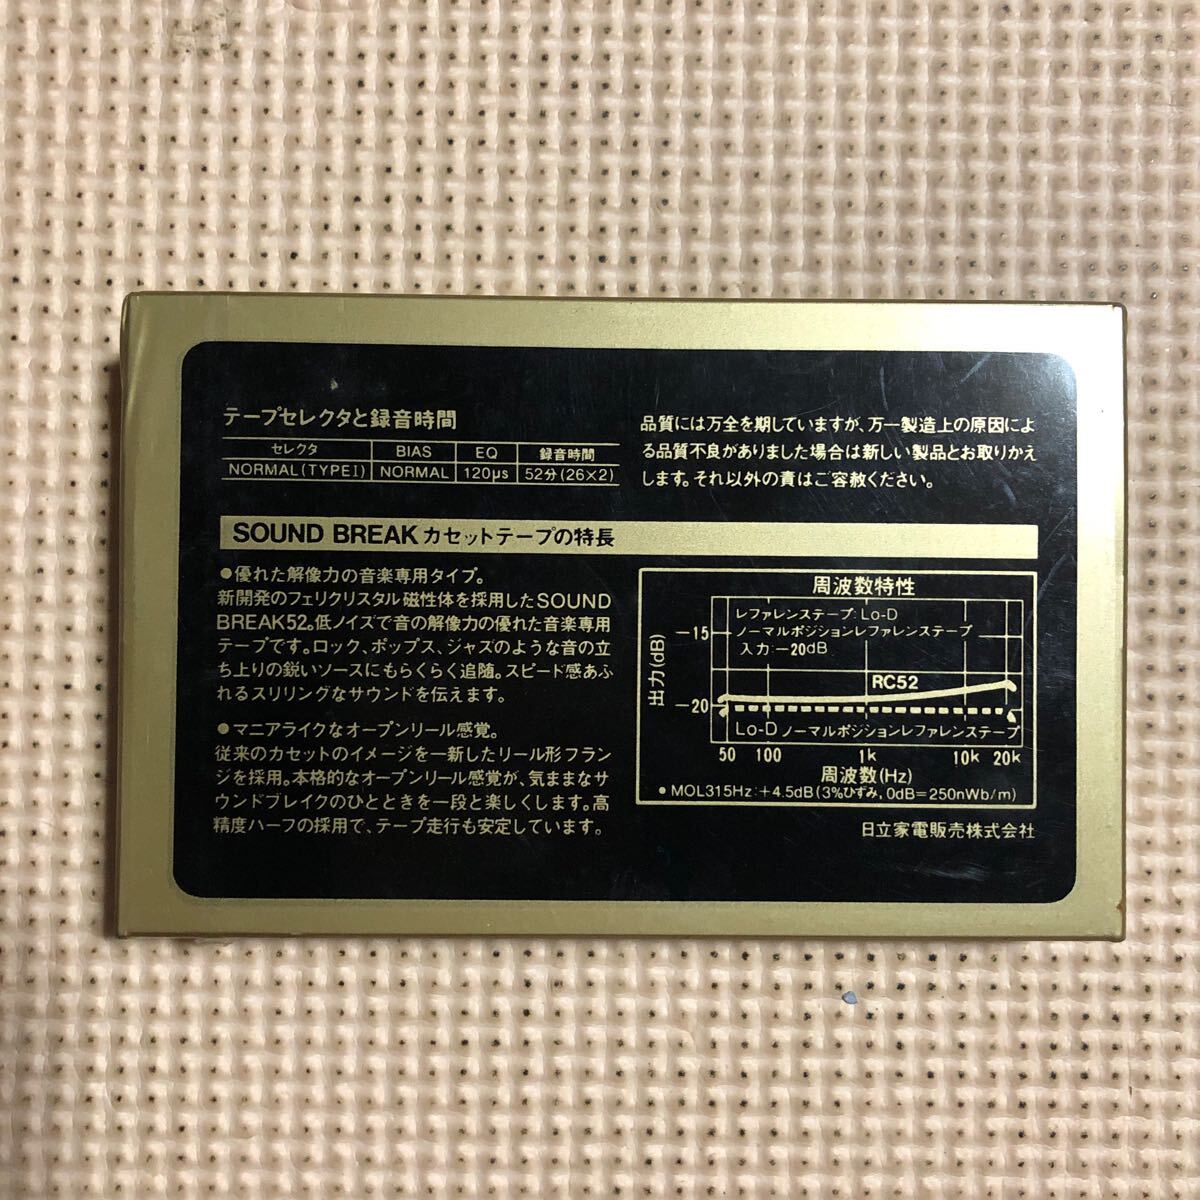 テープセレクタと録音時間
セレクタ BIAS EQ 録音時間
NORMAL(TYPEI) NORMAL 120μs 52分(26×2)
品質には万全を期していますが、万一製造上の原因によ
る品質不良がありました場合は新しい製品とお取りかえ
します。それ以外の責はご容赦ください。
SOUND BREAKカセットテープの特長
●優れた解像力の音楽専用タイプ。
新開発のフェリクリスタル磁性体を採用したSOUND
BREAK52。低ノイズで音の解像力の優れた音楽専用
テープです。ロック、ポップス、ジャズのような音の立
ち上りの鋭いソースにもらくらく追随。スピード感あふ
れるスリリングなサウンドを伝えます。
●マニアライクなオープンリール感覚。
従来のカセットのイメージを一新したリール形フラン
ジを採用。本格的なオープンリール感覚が、気ままなサ
ウンドブレイクのひとときを一段と楽しくします。高
精度ハーフの採用で、テープ走行も安定しています。
周波数特性
レファレンステープ:Lo-D
ノーマルポジションレファレンステープ
入力:-20dB
出力(dB)
-15
-20
RC52
Lo-Dノーマルポジションレファレンステープ
50 100 1k 10k 20k
周波数(Hz)
●MOL315Hz:+4.5dB(3%ひずみ,0dB=250nWb/m)
日立家電販売株式会社